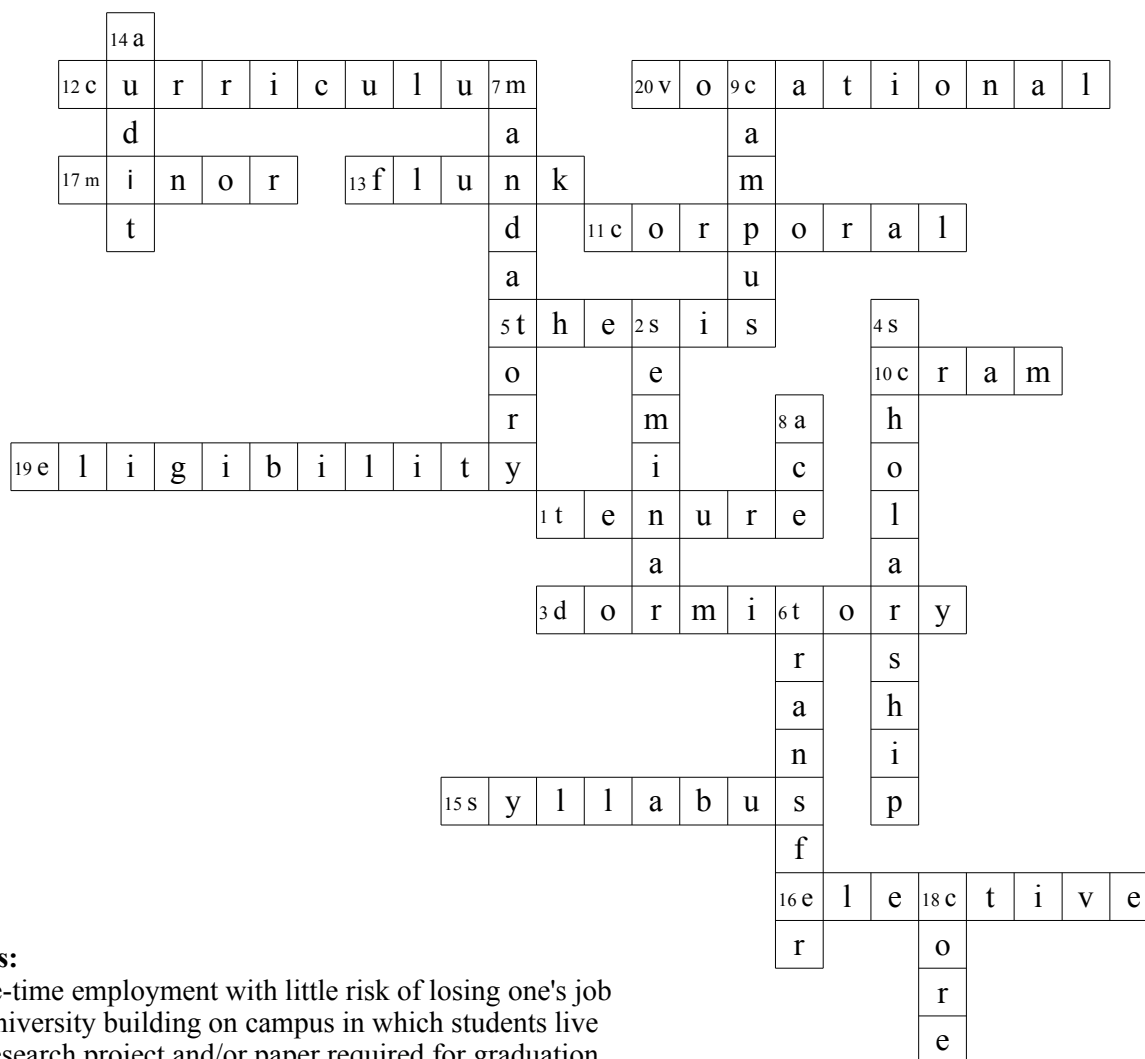 14 a
12 c u r r i c u l u 7 m 20 v o 9 c a t i o n a l
d a a
17 m i n o r 13 f l u n k m
t d 11 c o r p o r a l
a u
5 t h e 2 s i s 4 s
o e 10 c r a m
r m 8 a h
19 e l i g i b i l i t y i c o
1 t e n u r e l
a a
3 d o r m i 6 t o r y
r s
a h
n i
15 s y l l a b u s p
f
16 e l e 18 c t i v e
r o
r
e
s:
e-time employment with little risk of losing one's job
niversity building on campus in which students live
esearch project and/or paper required for graduation